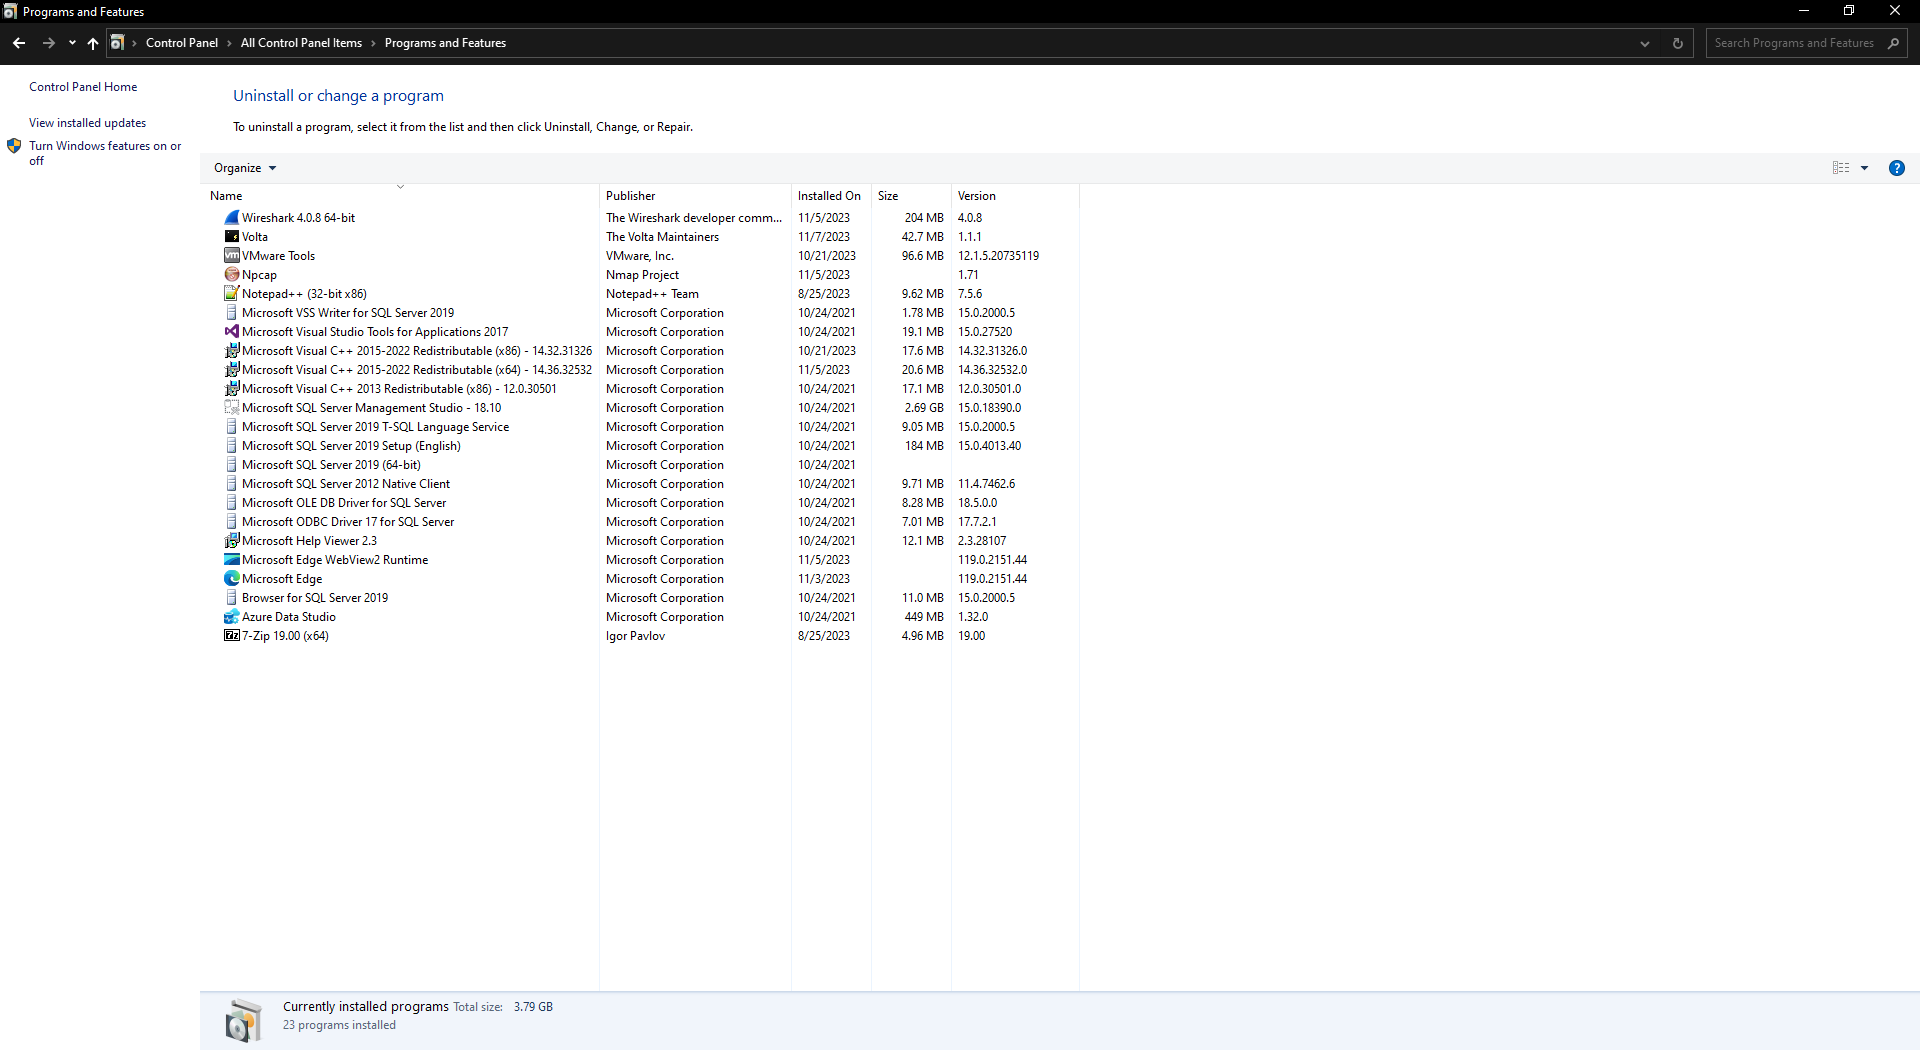 Programs and Features
Control Panel > All Control Panel Items > Programs and Features
Search Programs and Features
Control Panel Home
View installed updates
Turn Windows features on or
off
Uninstall or change a program
To uninstall a program, select it from the list and then click Uninstall, Change, or Repair.
Organize
Name Publisher Installed On Size Version
Wireshark 4.0.8 64-bit The Wireshark developer comm... 11/5/2023 204 MB 4.0.8
Volta The Volta Maintainers 11/7/2023 42.7 MB 1.1.1
VMware Tools VMware, Inc. 10/21/2023 96.6 MB 12.1.5.20735119
Npcap Nmap Project 11/5/2023 1.71
Notepad++ (32-bit x86) Notepad++ Team 8/25/2023 9.62 MB 7.5.6
Microsoft VSS Writer for SQL Server 2019 Microsoft Corporation 10/24/2021 1.78 MB 15.0.2000.5
Microsoft Visual Studio Tools for Applications 2017 Microsoft Corporation 10/24/2021 19.1 MB 15.0.27520
Microsoft Visual C++ 2015-2022 Redistributable (x86) - 14.32.31326 Microsoft Corporation 10/21/2023 17.6 MB 14.32.31326.0
Microsoft Visual C++ 2015-2022 Redistributable (x64) - 14.36.32532 Microsoft Corporation 11/5/2023 20.6 MB 14.36.32532.0
Microsoft Visual C++ 2013 Redistributable (x86) - 12.0.30501 Microsoft Corporation 10/24/2021 17.1 MB 12.0.30501.0
Microsoft SQL Server Management Studio - 18.10 Microsoft Corporation 10/24/2021 2.69 GB 15.0.18390.0
Microsoft SQL Server 2019 T-SQL Language Service Microsoft Corporation 10/24/2021 9.05 MB 15.0.2000.5
Microsoft SQL Server 2019 Setup (English) Microsoft Corporation 10/24/2021 184 MB 15.0.4013.40
Microsoft SQL Server 2019 (64-bit) Microsoft Corporation 10/24/2021
Microsoft SQL Server 2012 Native Client Microsoft Corporation 10/24/2021 9.71 MB 11.4.7462.6
Microsoft OLE DB Driver for SQL Server Microsoft Corporation 10/24/2021 8.28 MB 18.5.0.0
Microsoft ODBC Driver 17 for SQL Server Microsoft Corporation 10/24/2021 7.01 MB 17.7.2.1
Microsoft Help Viewer 2.3 Microsoft Corporation 10/24/2021 12.1 MB 2.3.28107
Microsoft Edge WebView2 Runtime Microsoft Corporation 11/5/2023 119.0.2151.44
Microsoft Edge Microsoft Corporation 11/3/2023 119.0.2151.44
Browser for SQL Server 2019 Microsoft Corporation 10/24/2021 11.0 MB 15.0.2000.5
Azure Data Studio Microsoft Corporation 10/24/2021 449 MB 1.32.0
7-Zip 19.00 (x64) Igor Pavlov 8/25/2023 4.96 MB 19.00
Currently installed programs Total size: 3.79 GB
23 programs installed